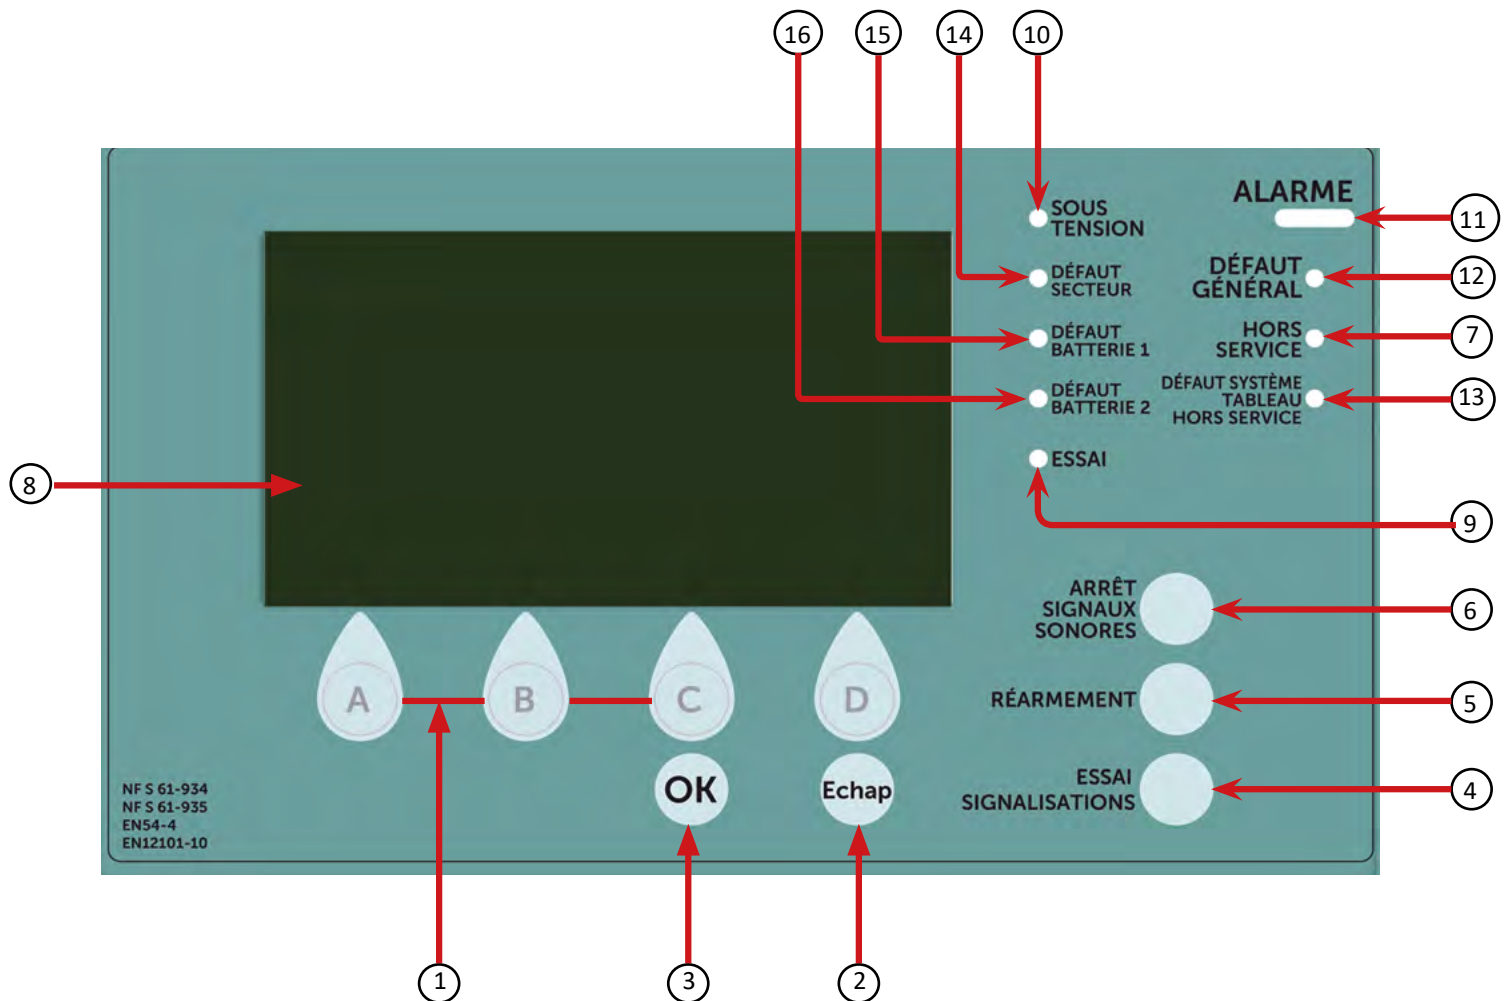 16
15
14
10
ALARME
SOUS
TENSION
11
DÉFAUT
SECTEUR
DÉFAUT
GÉNÉRAL
12
DÉFAUT
BATTERIE 1
HORS
SERVICE
7
DÉFAUT
BATTERIE 2
DÉFAUT SYSTÈME
TABLEAU
HORS SERVICE
13
ESSAI
8
9
ARRÊT
SIGNAUX
SONORES
6
A
B
C
D
RÉARMEMENT
5
OK
Echap
ESSAI
SIGNALISATIONS
4
NF S 61-934
NF S 61-935
EN54-4
EN12101-10
1
3
2